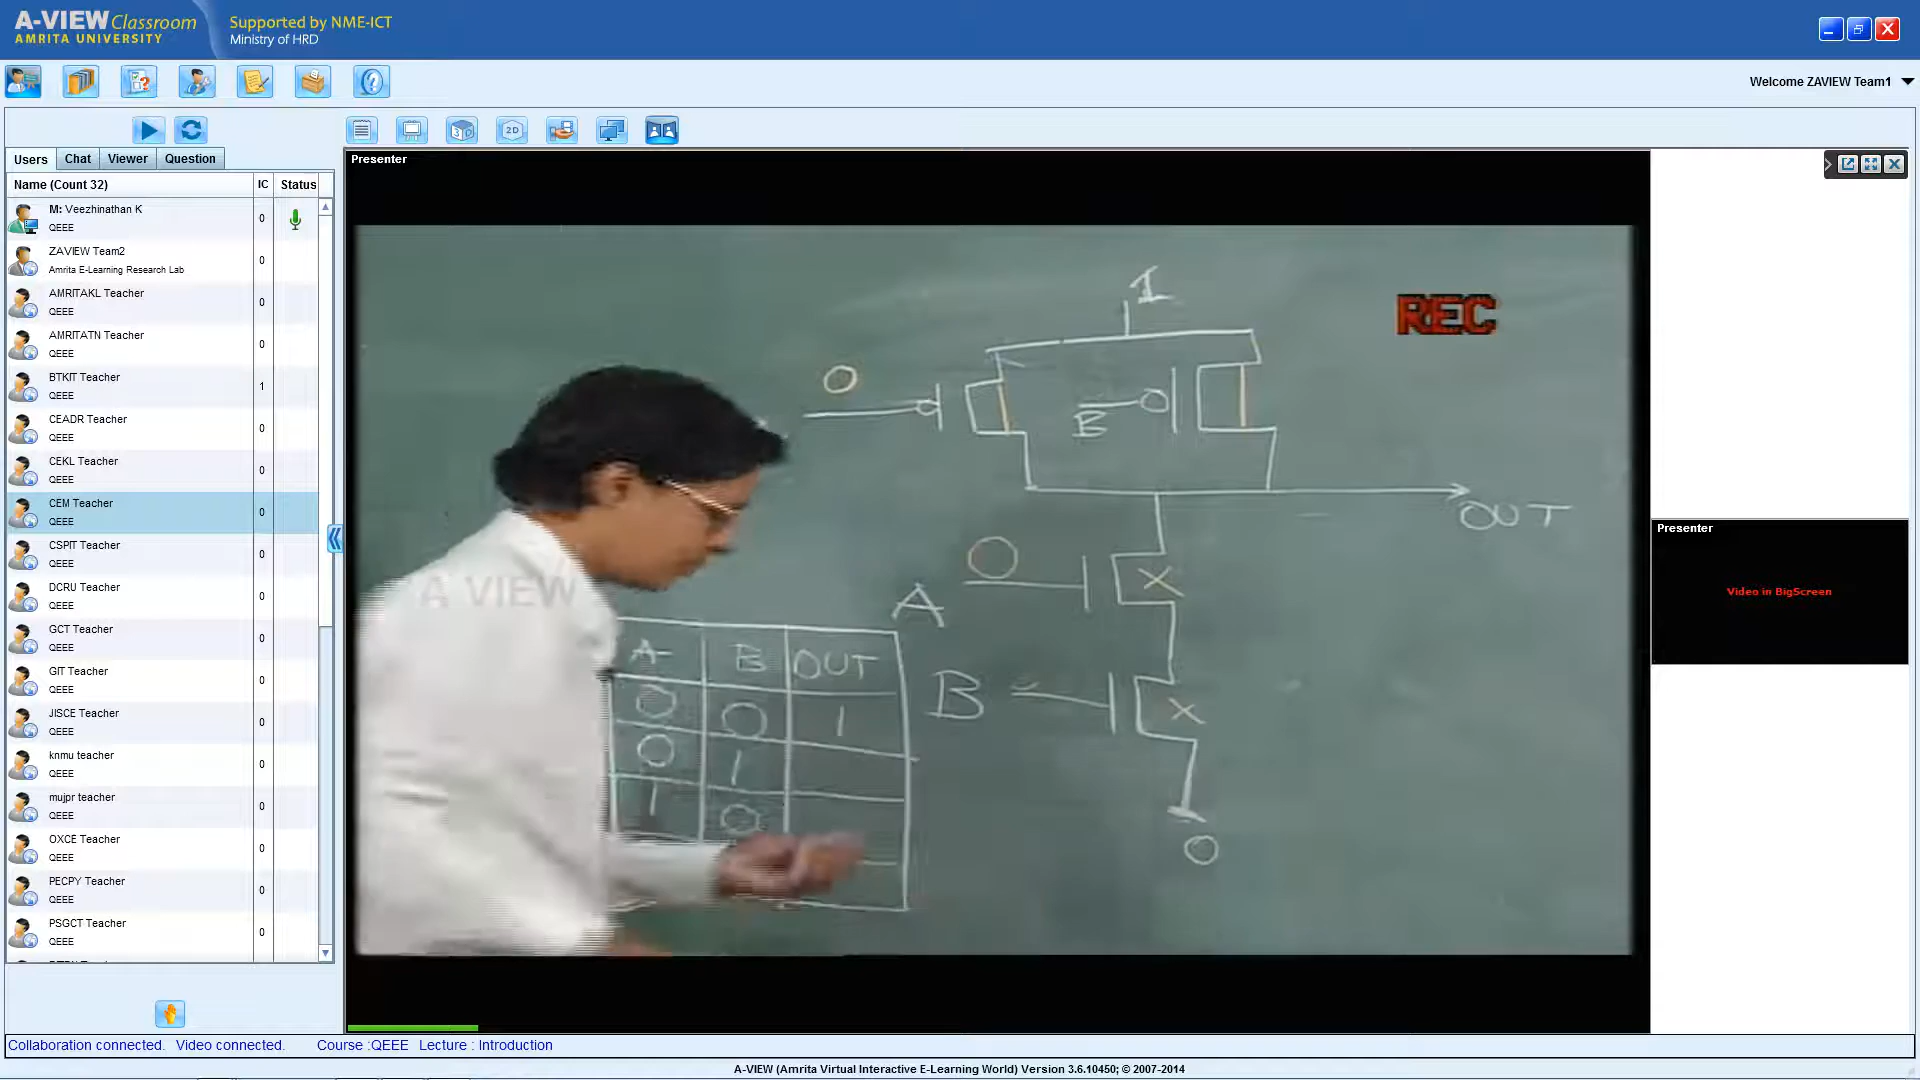 A-VIEW Classroom
AMRITA UNIVERSITY
Supported by NME-ICT
Ministry of HRD
Welcome ZAVIEW Team1
3D
2D
Users
Chat
Viewer
Question
Name (Count 32)
IC
Status
M: Veezhinathan K
QEEE
0
ZAVIEW Team2
Amrita E-Learning Research Lab
0
AMRITAKL Teacher
QEEE
0
AMRITATN Teacher
QEEE
0
BTKIT Teacher
QEEE
1
CEADR Teacher
QEEE
0
CEKL Teacher
QEEE
0
CEM Teacher
QEEE
0
CSPIT Teacher
QEEE
0
DCRU Teacher
QEEE
0
GCT Teacher
QEEE
0
GIT Teacher
QEEE
0
JISCE Teacher
QEEE
0
knmu teacher
QEEE
0
mujpr teacher
QEEE
0
OXCE Teacher
QEEE
0
PECPY Teacher
QEEE
0
PSGCT Teacher
QEEE
0
Presenter
REC
1
0
B
OUT
0
A
X
B
X
0
A VIEW
A B OUT
0 0 1
0 1
1 0
Presenter
Video in BigScreen
Collaboration connected. Video connected. Course :QEEE Lecture : Introduction
A-VIEW (Amrita Virtual Interactive E-Learning World) Version 3.6.10450; © 2007-2014